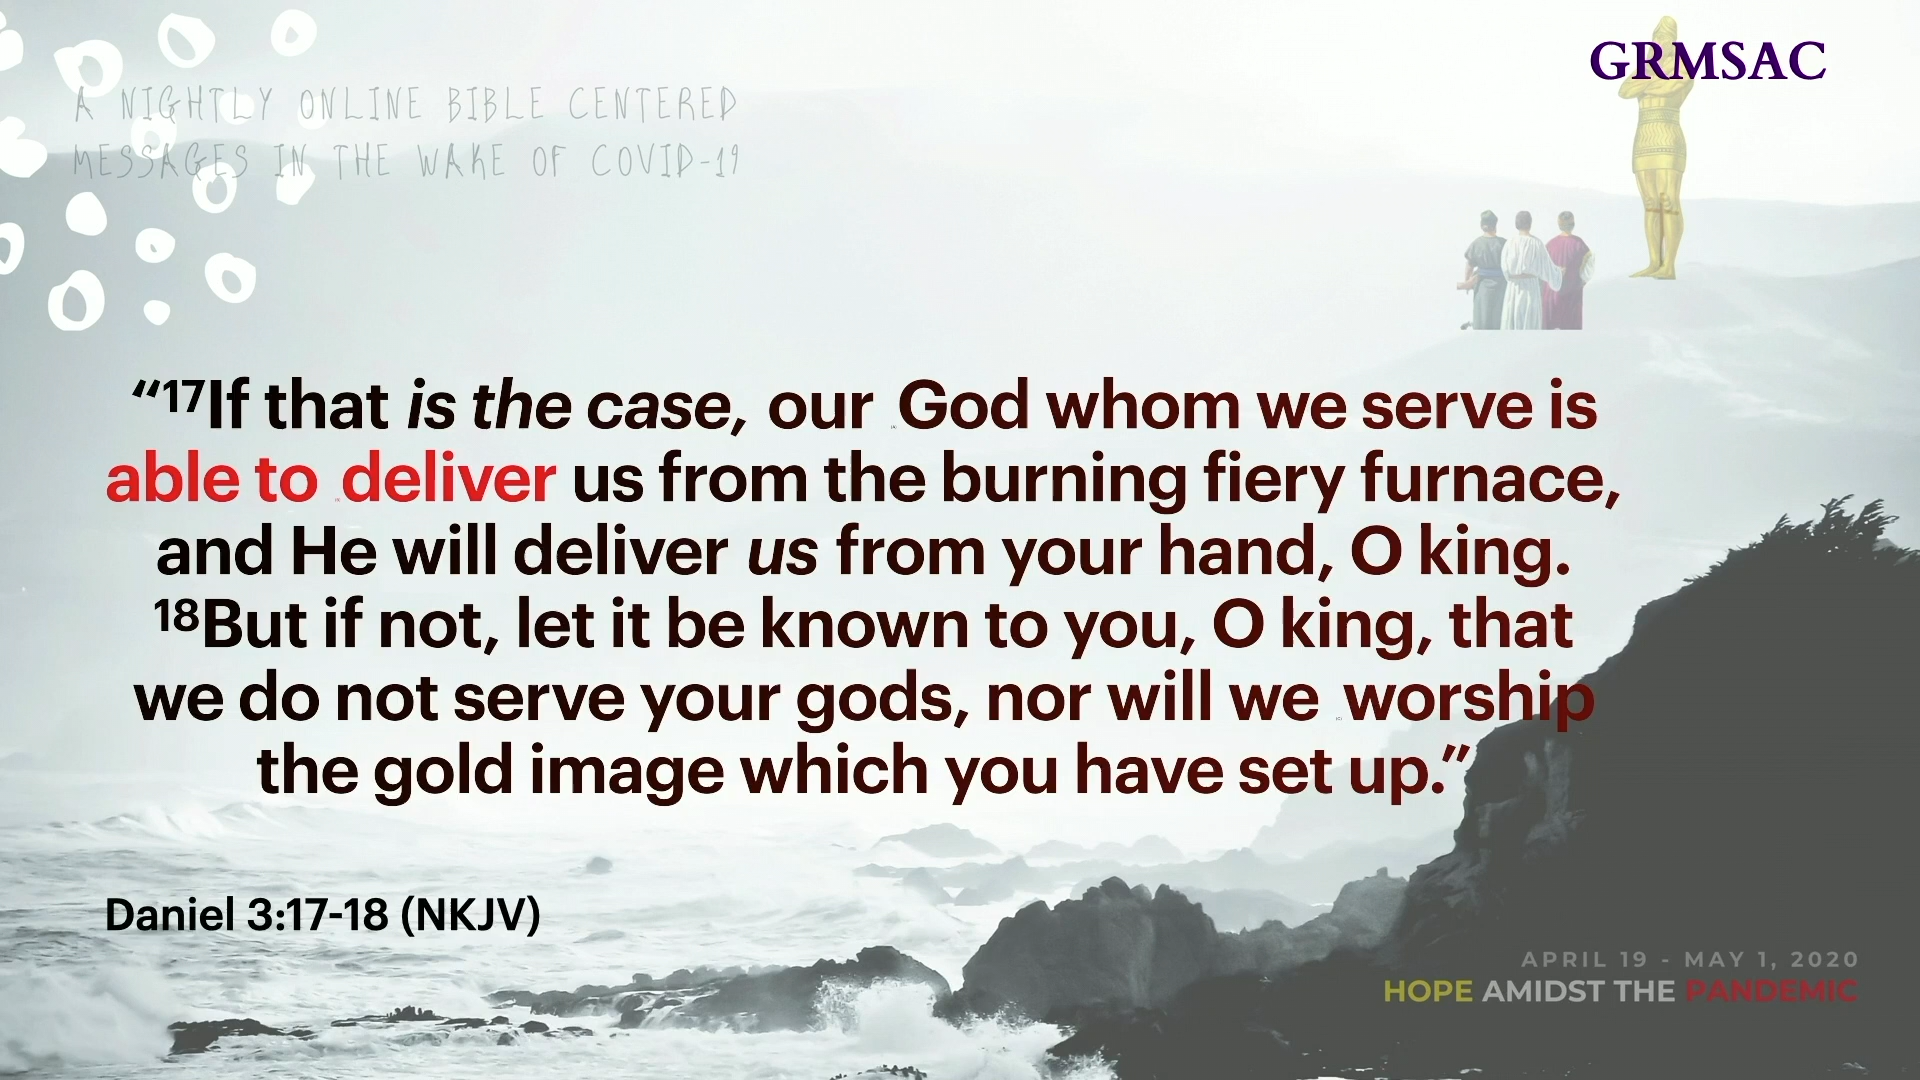 GRMSAC
A NIGHTLY ONLINE BIBLE CENTERED
MESSAGES IN THE WAKE OF COVID-19
“¹⁷If that is the case, our God whom we serve is
able to deliver us from the burning fiery furnace,
and He will deliver us from your hand, O king.
¹⁸But if not, let it be known to you, O king, that
we do not serve your gods, nor will we worship
the gold image which you have set up.”
Daniel 3:17-18 (NKJV)
APRIL 19 - MAY 1, 2020
HOPE AMIDST THE PANDEMIC